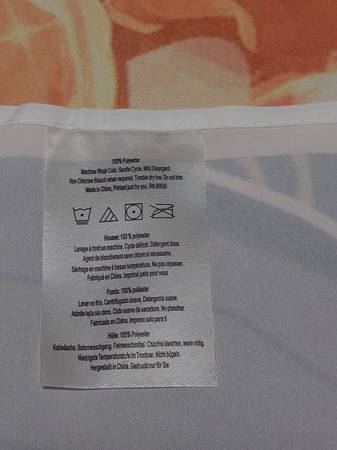 100% Polyester
Machine Wash Cold. Gentle Cycle. Mild Detergent.
Non Chlorine Bleach when required. Tumble dry low. Do not iron.
Made in China. Printed just for you. RN 90630
Housse: 100 % polyester
Lavage à froid en machine. Cycle délicat. Détergent doux.
Agent de blanchiment sans chlore si nécessaire.
Séchage en machine à basse température. Ne pas repasser.
Fabriqué en Chine. Imprimé juste pour vous
Funda: 100% poliéster
Lavar en frío. Centrifugado suave. Detergente suave.
Admite lejía sin cloro. Ciclo suave de secadora. No planchar.
Fabricada en China. Impreso solo para ti
Hülle: 100% Polyester
Kaltwäsche. Schonwaschgang. Feinwaschmittel. Chlorfrei bleichen, wenn nötig.
Niedrigste Temperaturstufe im Trockner. Nicht bügeln.
Hergestellt in China. Gedruckt nur für Sie